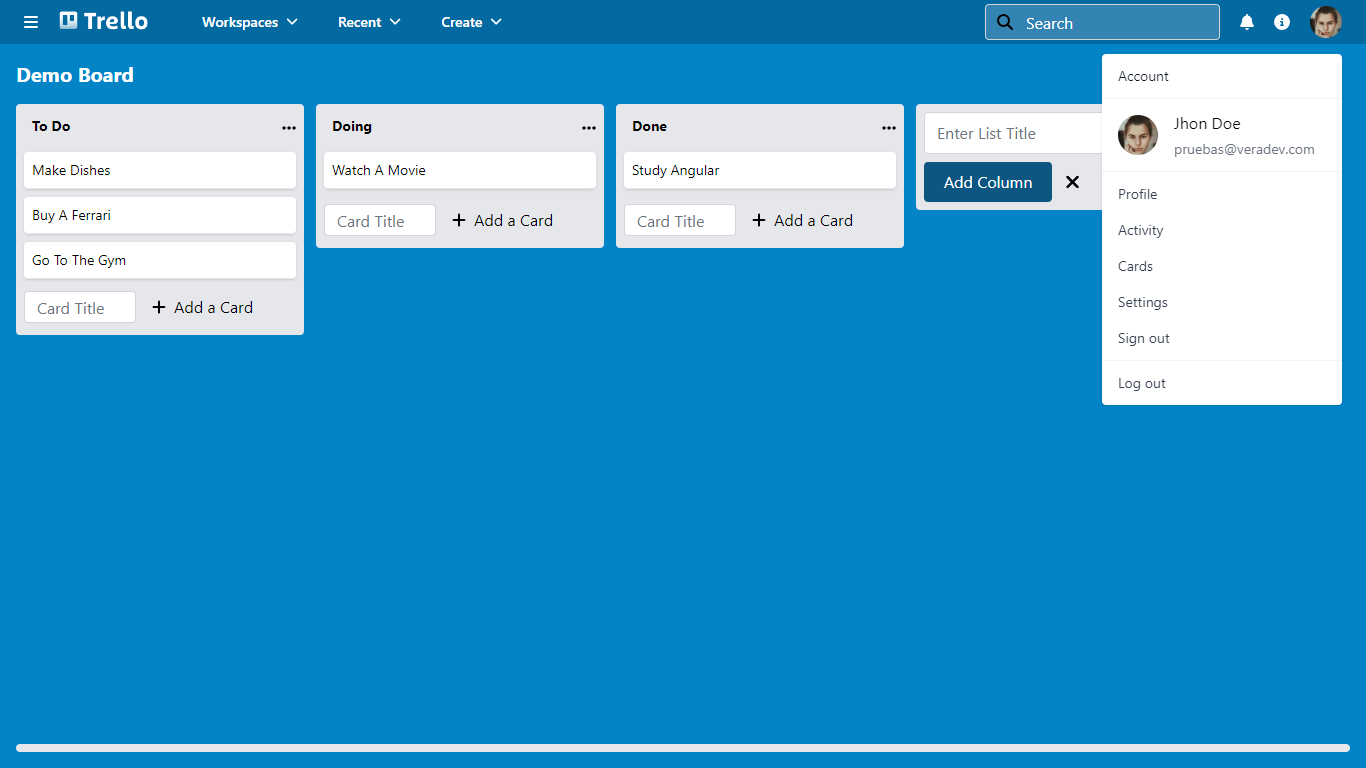 Trello
Workspaces
Recent
Create
Search
Demo Board
To Do
Make Dishes
Buy A Ferrari
Go To The Gym
Card Title
Add a Card
Doing
Watch A Movie
Card Title
Add a Card
Done
Study Angular
Card Title
Add a Card
Enter List Title
Add Column
Account
Jhon Doe
pruebas@veradev.com
Profile
Activity
Cards
Settings
Sign out
Log out